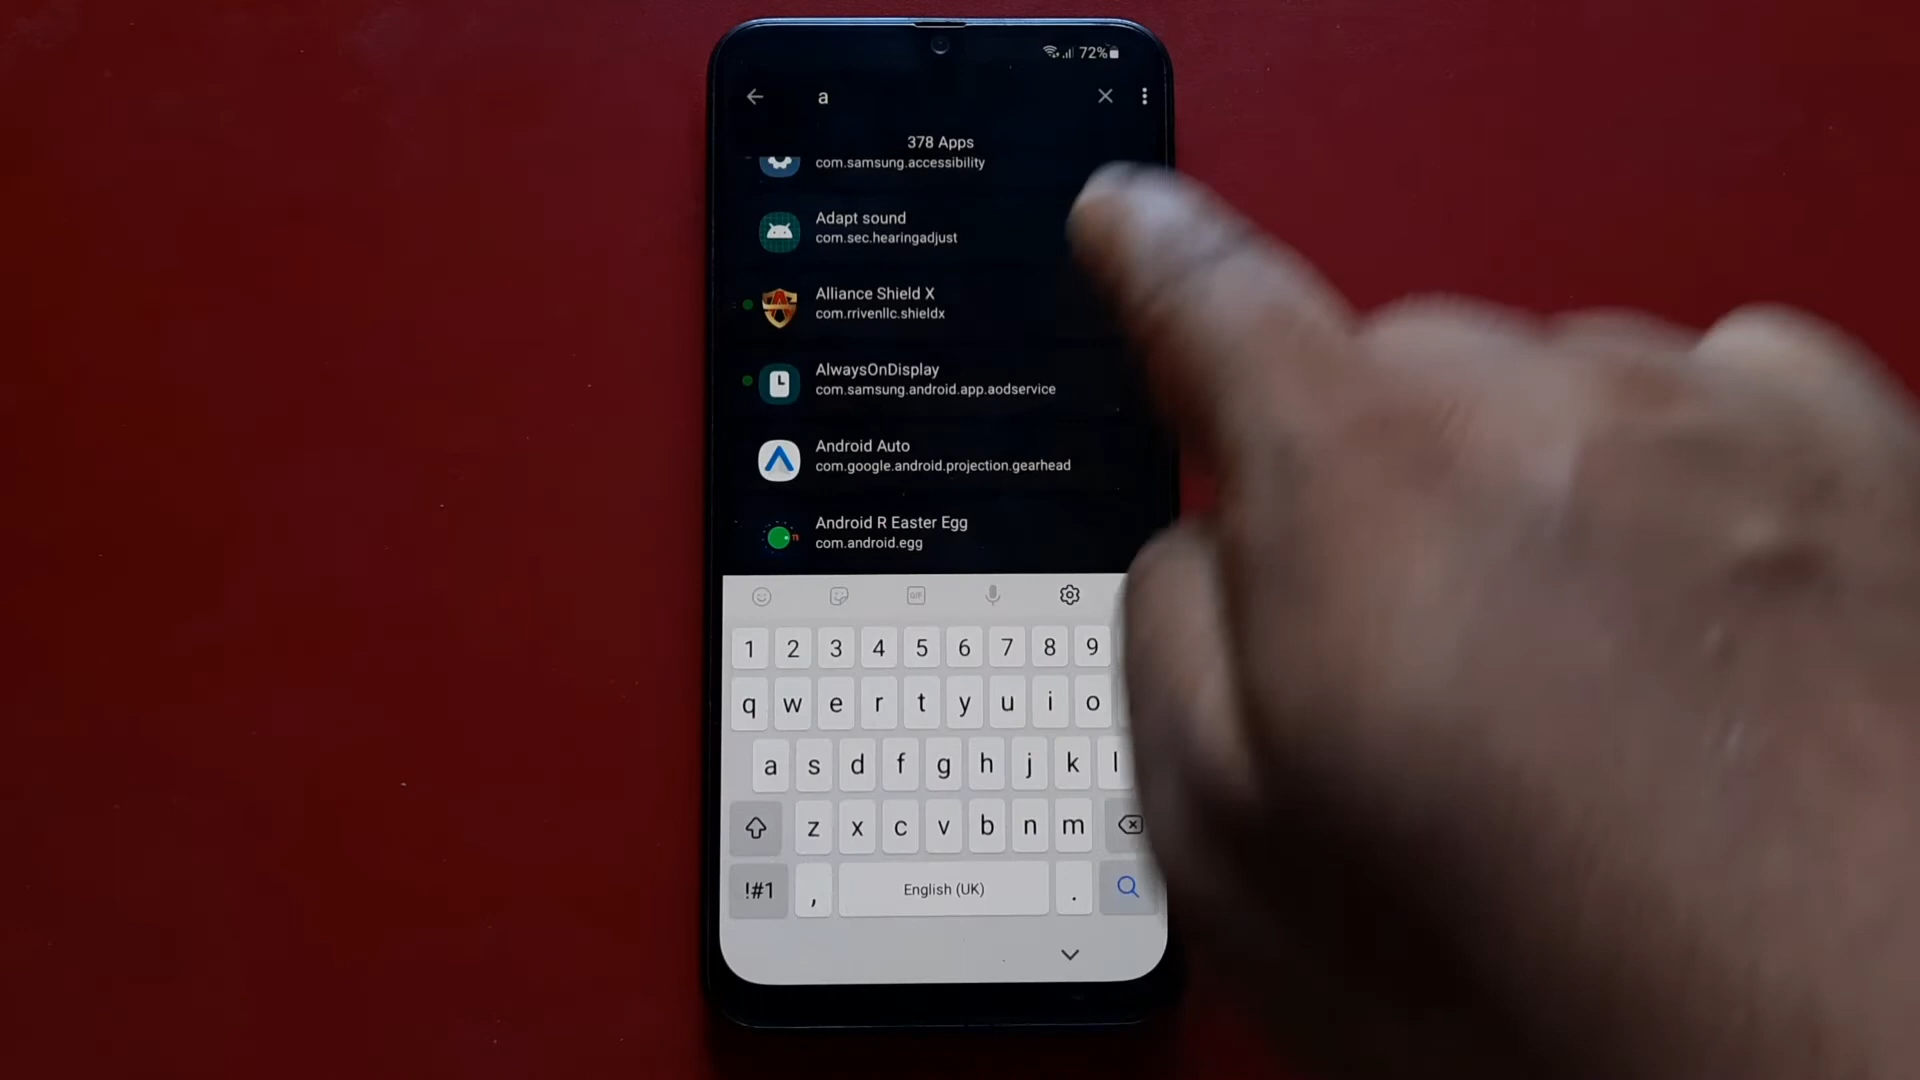 72%
a
378 Apps
com.samsung.accessibility
Adapt sound
com.sec.hearingadjust
Alliance Shield X
com.rrivenllc.shieldx
AlwaysOnDisplay
com.samsung.android.app.aodservice
Android Auto
com.google.android.projection.gearhead
Android R Easter Egg
com.android.egg
GIF
1 2 3 4 5 6 7 8 9
q w e r t y u i o
a s d f g h j k l
z x c v b n m
!#1 , English (UK) .